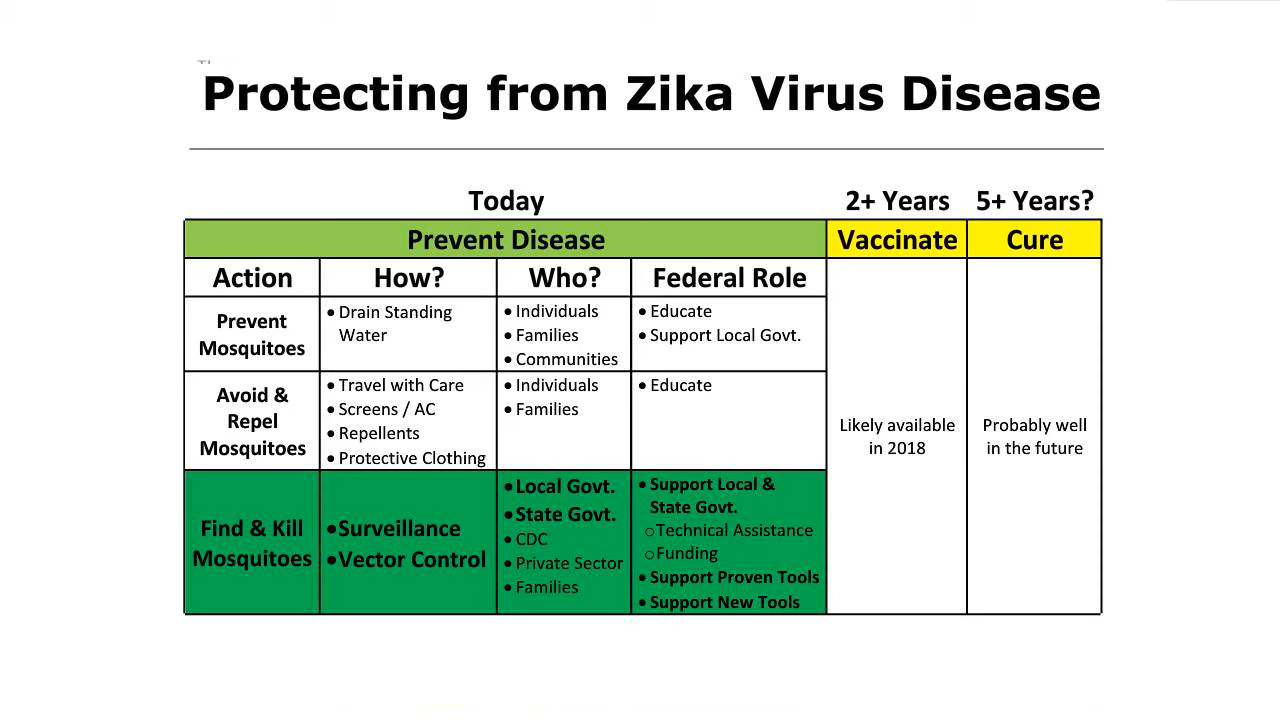 Protecting from Zika Virus Disease
Today
2+ Years
5+ Years?
Prevent Disease
Vaccinate
Cure
Action
How?
Who?
Federal Role
Prevent
Mosquitoes
• Drain Standing
Water
• Individuals
• Families
• Communities
• Educate
• Support Local Govt.
Avoid &
Repel
Mosquitoes
• Travel with Care
• Screens / AC
• Repellents
• Protective Clothing
• Individuals
• Families
• Educate
Find & Kill
Mosquitoes
• Surveillance
• Vector Control
• Local Govt.
• State Govt.
• CDC
• Private Sector
• Families
• Support Local &
State Govt.
○ Technical Assistance
○ Funding
• Support Proven Tools
• Support New Tools
Likely available
in 2018
Probably well
in the future